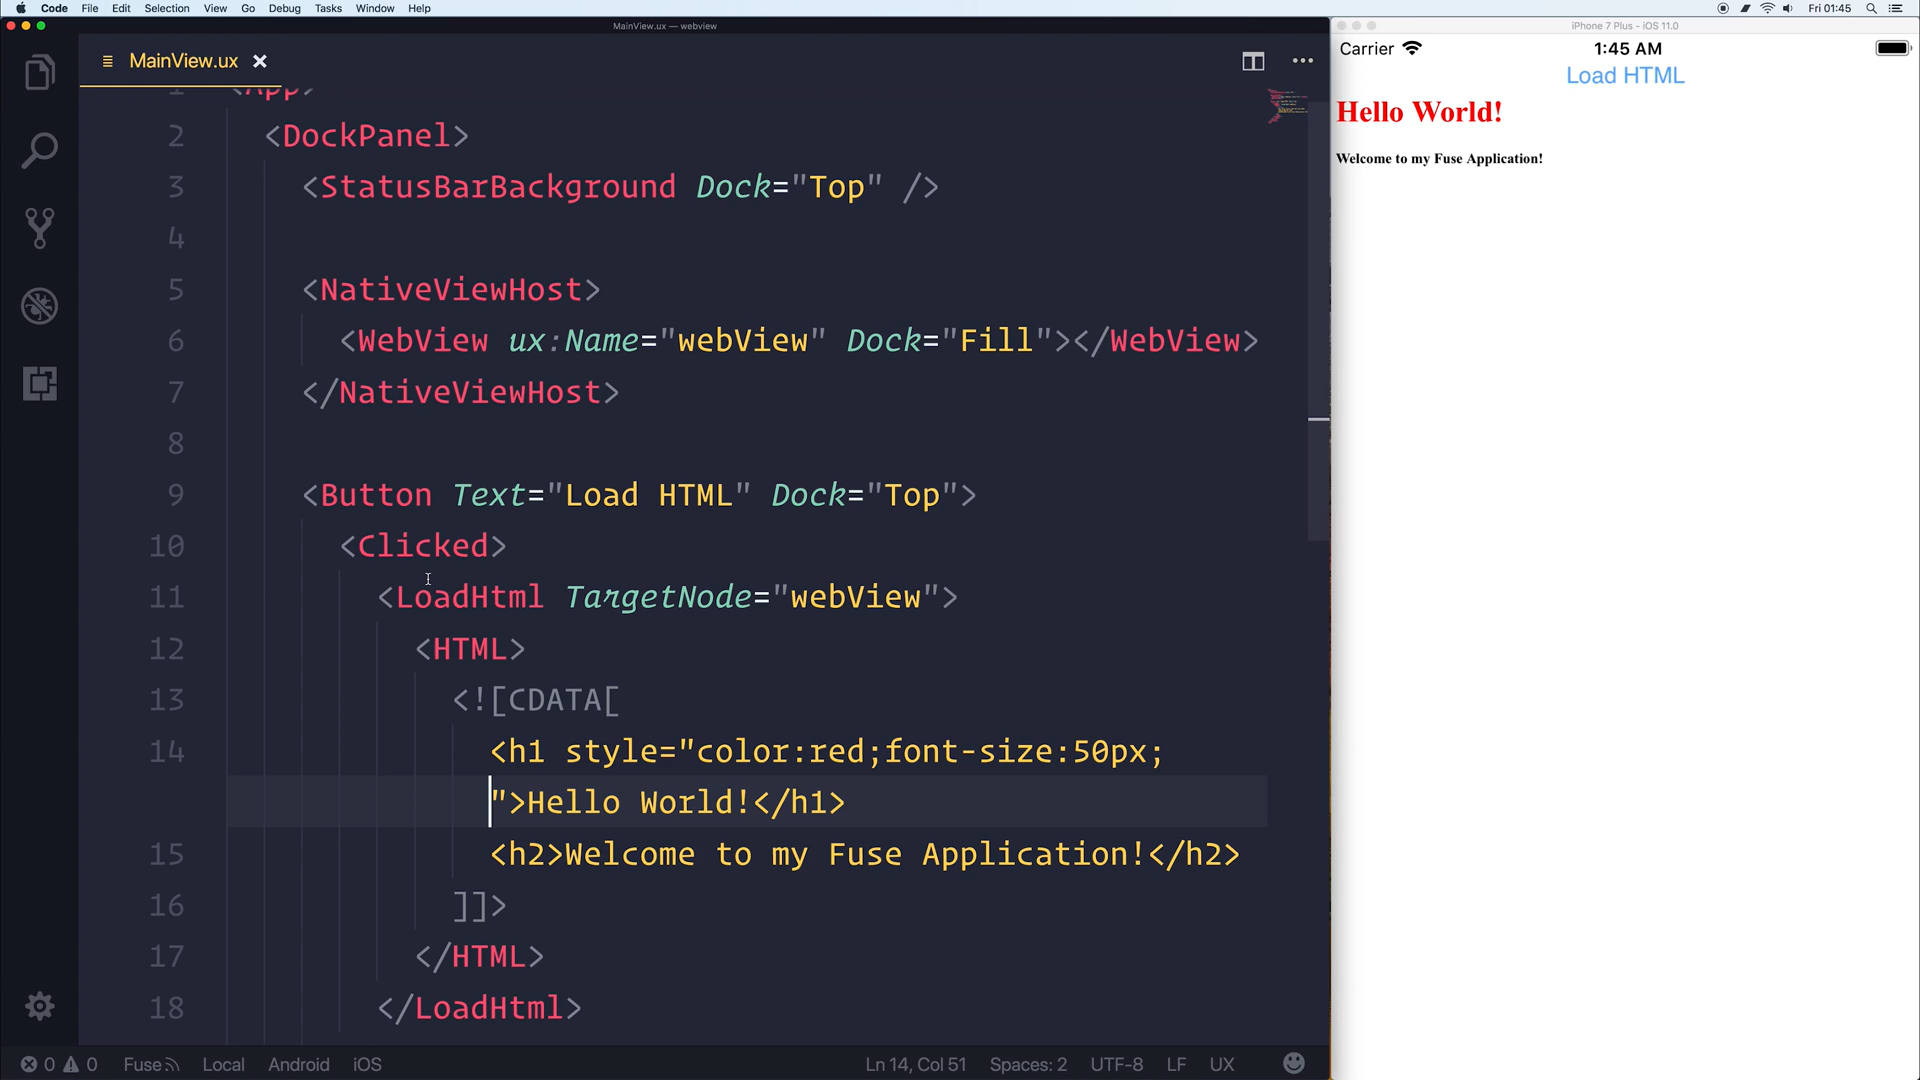 Code File Edit Selection View Go Debug Tasks Window Help
Fri 01:45
MainView.ux — webview
MainView.ux
1 <App>
2 <DockPanel>
3 <StatusBarBackground Dock="Top" />
4
5 <NativeViewHost>
6 <WebView ux:Name="webView" Dock="Fill"></WebView>
7 </NativeViewHost>
8
9 <Button Text="Load HTML" Dock="Top">
10 <Clicked>
11 <LoadHtml TargetNode="webView">
12 <HTML>
13 <![CDATA[
14 <h1 style="color:red;font-size:50px;
">Hello World!</h1>
15 <h2>Welcome to my Fuse Application!</h2>
16 ]]>
17 </HTML>
18 </LoadHtml>
0 0 Fuse Local Android iOS Ln 14, Col 51 Spaces: 2 UTF-8 LF UX
iPhone 7 Plus - iOS 11.0
Carrier 1:45 AM
Load HTML
Hello World!
Welcome to my Fuse Application!